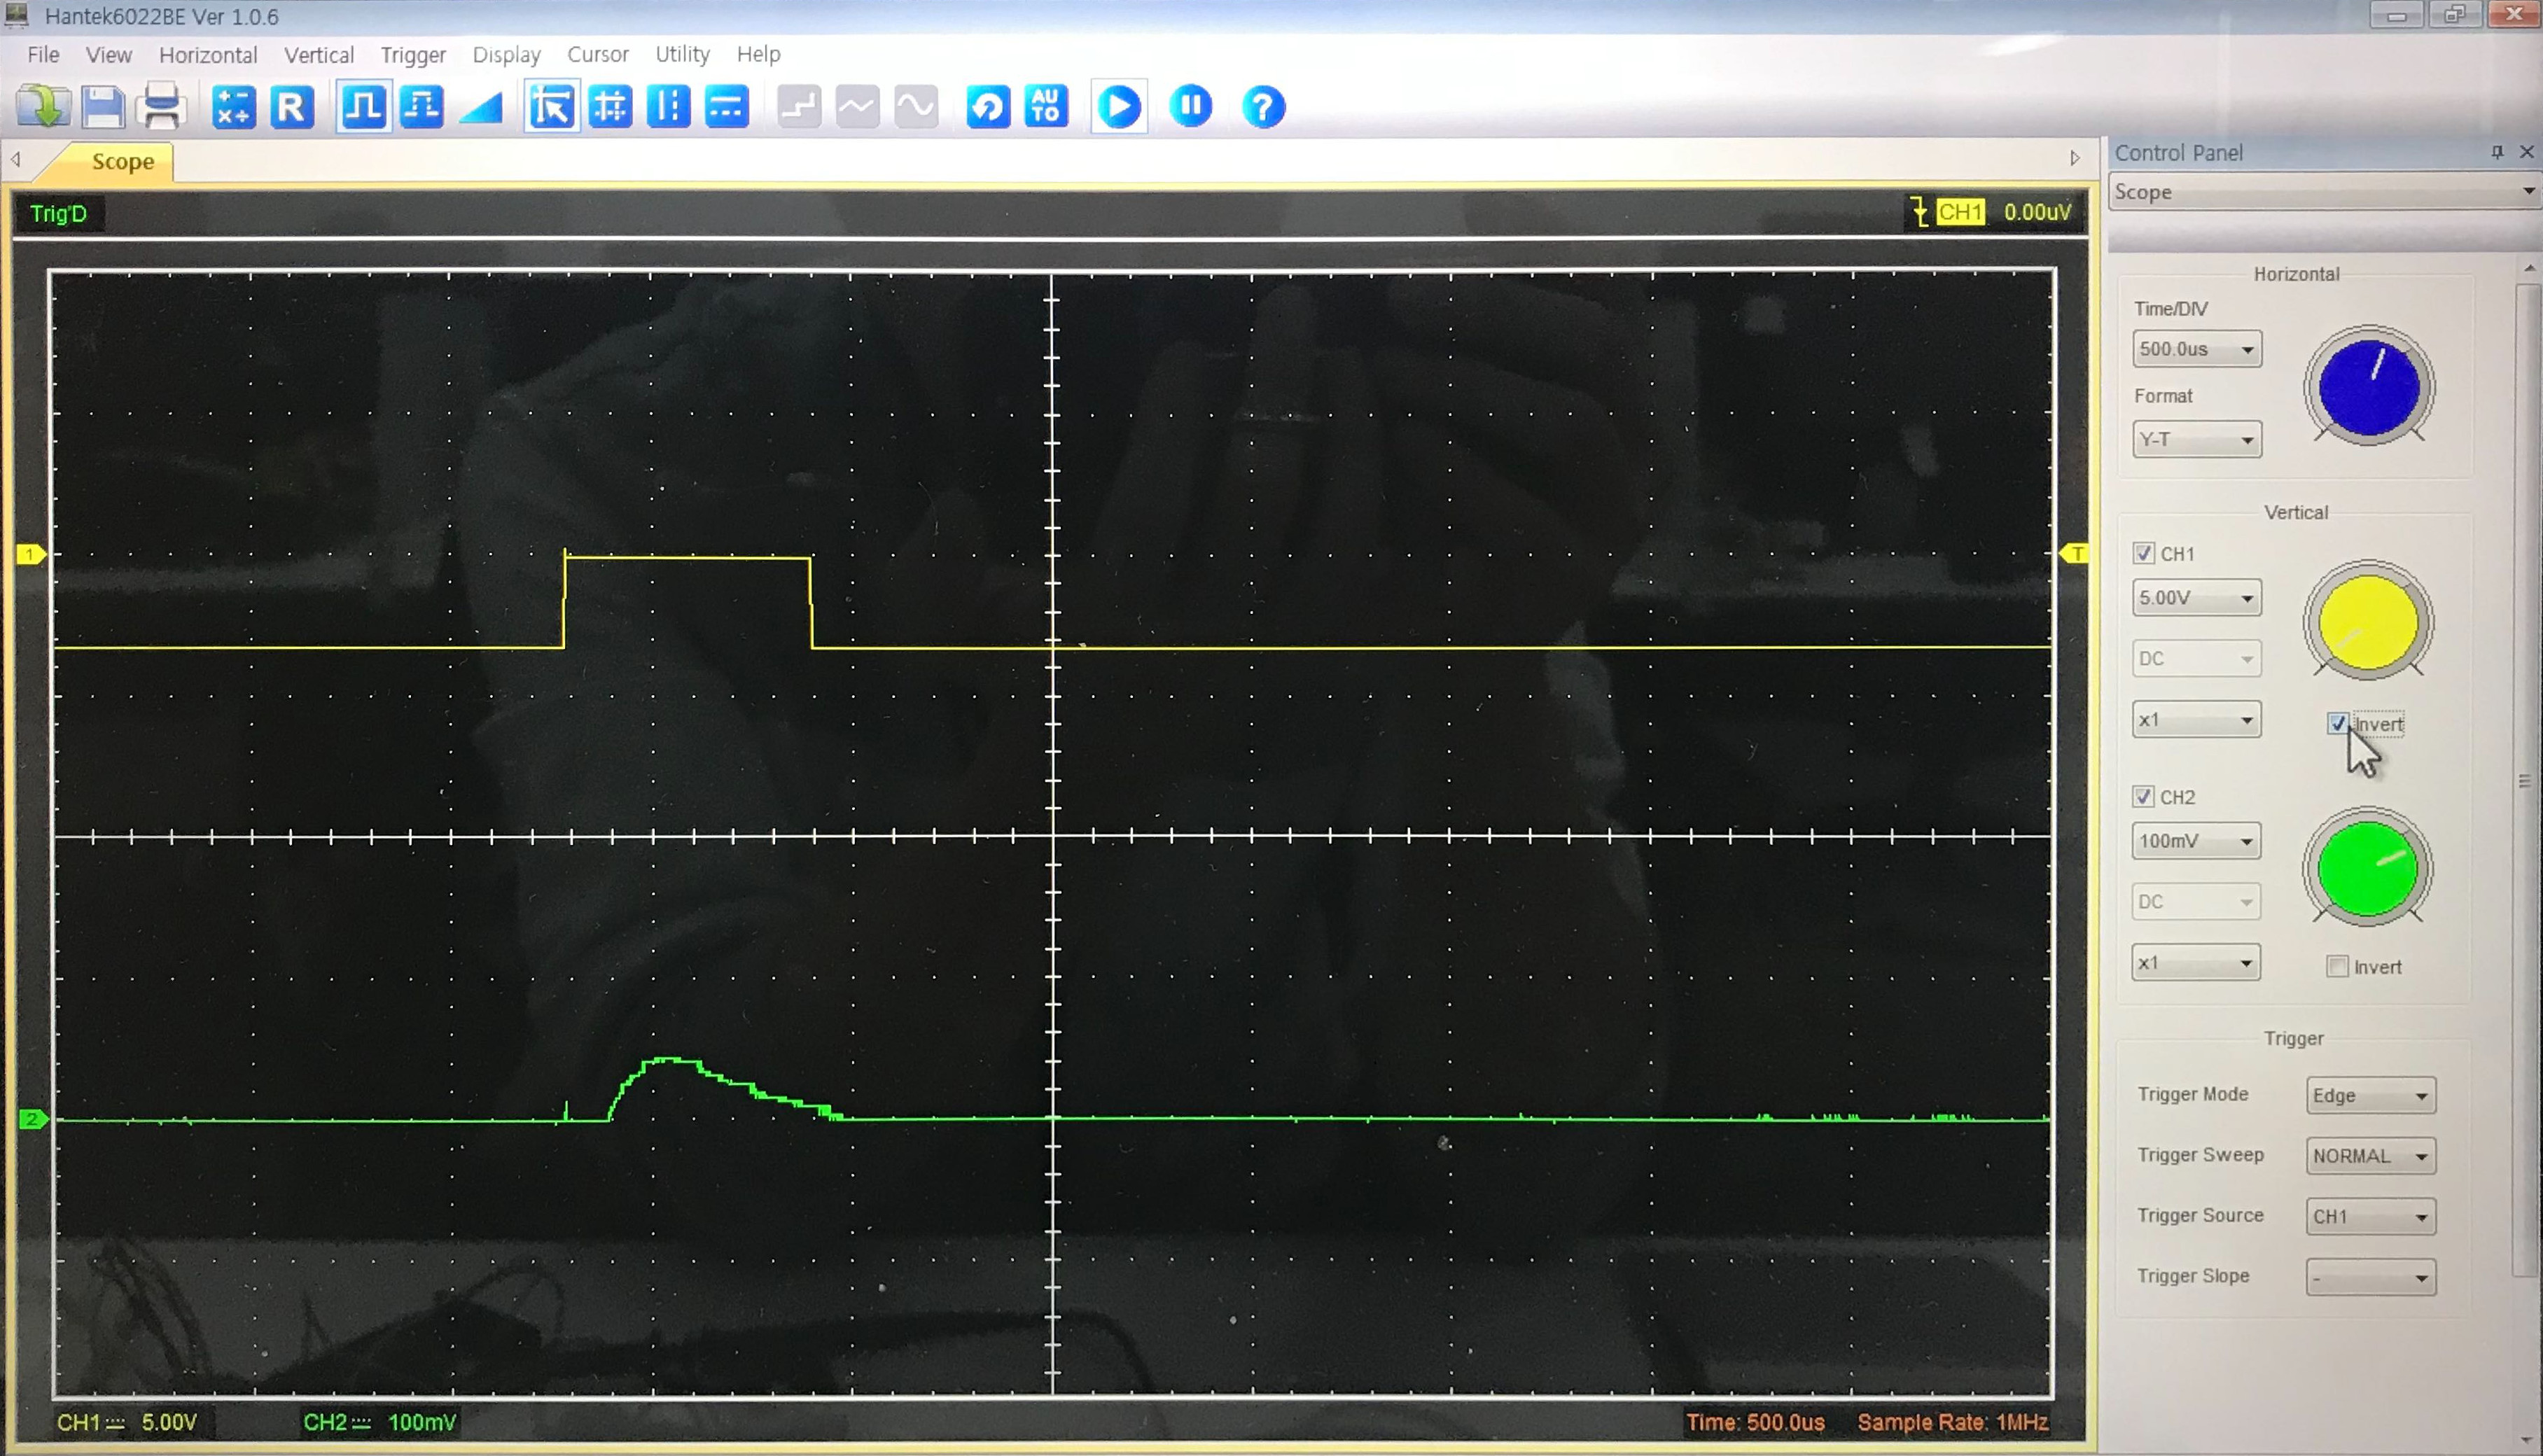 Hantek6022BE Ver 1.0.6
File View Horizontal Vertical Trigger Display Cursor Utility Help
R AU TO ?
Scope
Control Panel
Scope
Trig'D
CH1 0.00uV
Horizontal
Time/DIV
500.0us
Format
Y-T
Vertical
1
T
CH1
5.00V
DC
x1
Invert
CH2
100mV
DC
x1
Invert
2
Trigger
Trigger Mode Edge
Trigger Sweep NORMAL
Trigger Source CH1
Trigger Slope -
CH1 5.00V CH2 100mV Time: 500.0us Sample Rate: 1MHz